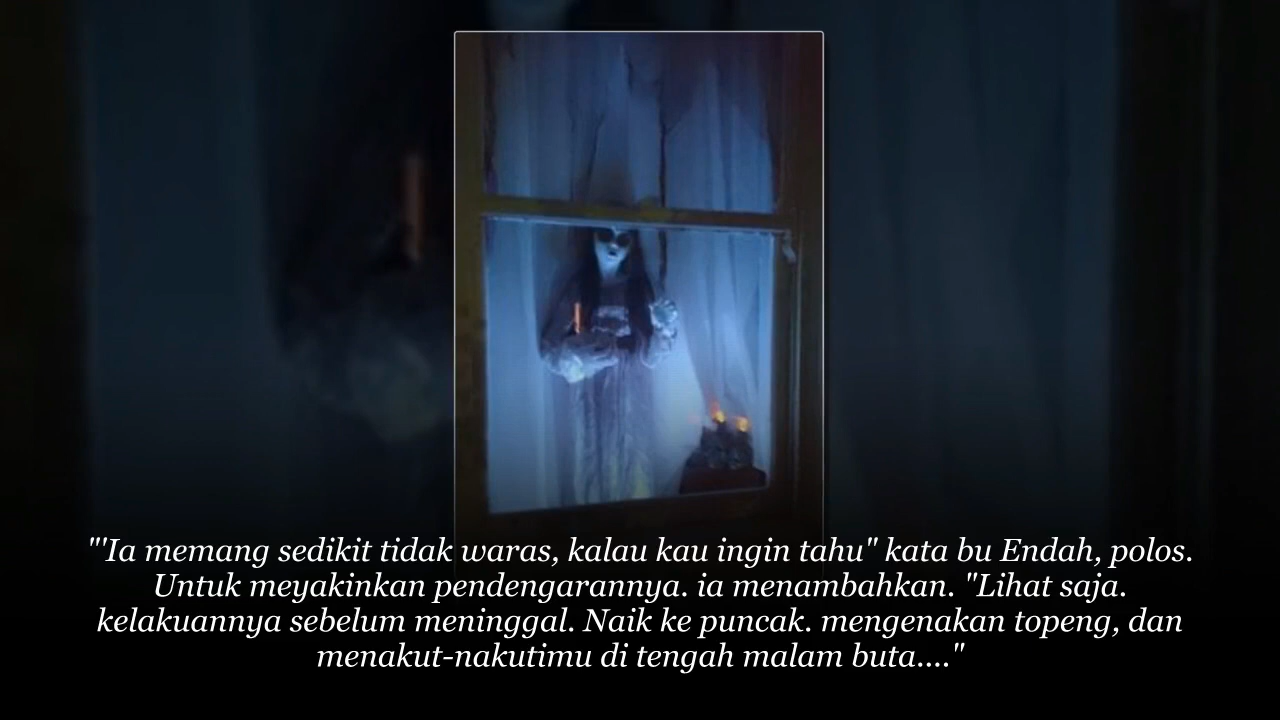 "'Ia memang sedikit tidak waras, kalau kau ingin tahu" kata bu Endah, polos.
Untuk meyakinkan pendengarannya. ia menambahkan. "Lihat saja.
kelakuannya sebelum meninggal. Naik ke puncak. mengenakan topeng, dan
menakut-nakutimu di tengah malam buta...."